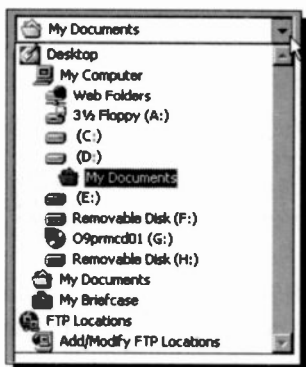 My Documents
Desktop
My Computer
Web Folders
3½ Floppy (A:)
(C:)
(D:)
My Documents
(E:)
Removable Disk (F:)
O9prmcd01 (G:)
Removable Disk (H:)
My Documents
My Briefcase
FTP Locations
Add/Modify FTP Locations